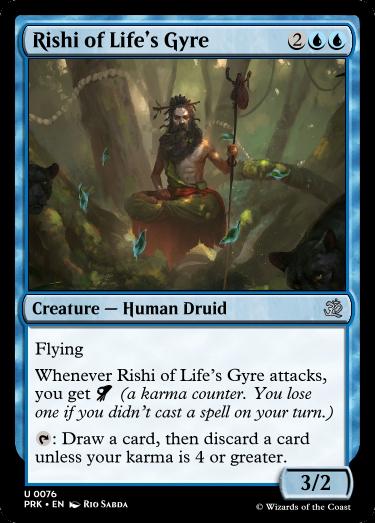 Rishi of Life's Gyre 2
Creature — Human Druid
Flying
Whenever Rishi of Life's Gyre attacks,
you get (a karma counter. You lose
one if you didn't cast a spell on your turn.)
: Draw a card, then discard a card
unless your karma is 4 or greater.
3/2
U 0076
PRK • EN Rio Sabda
© Wizards of the Coast